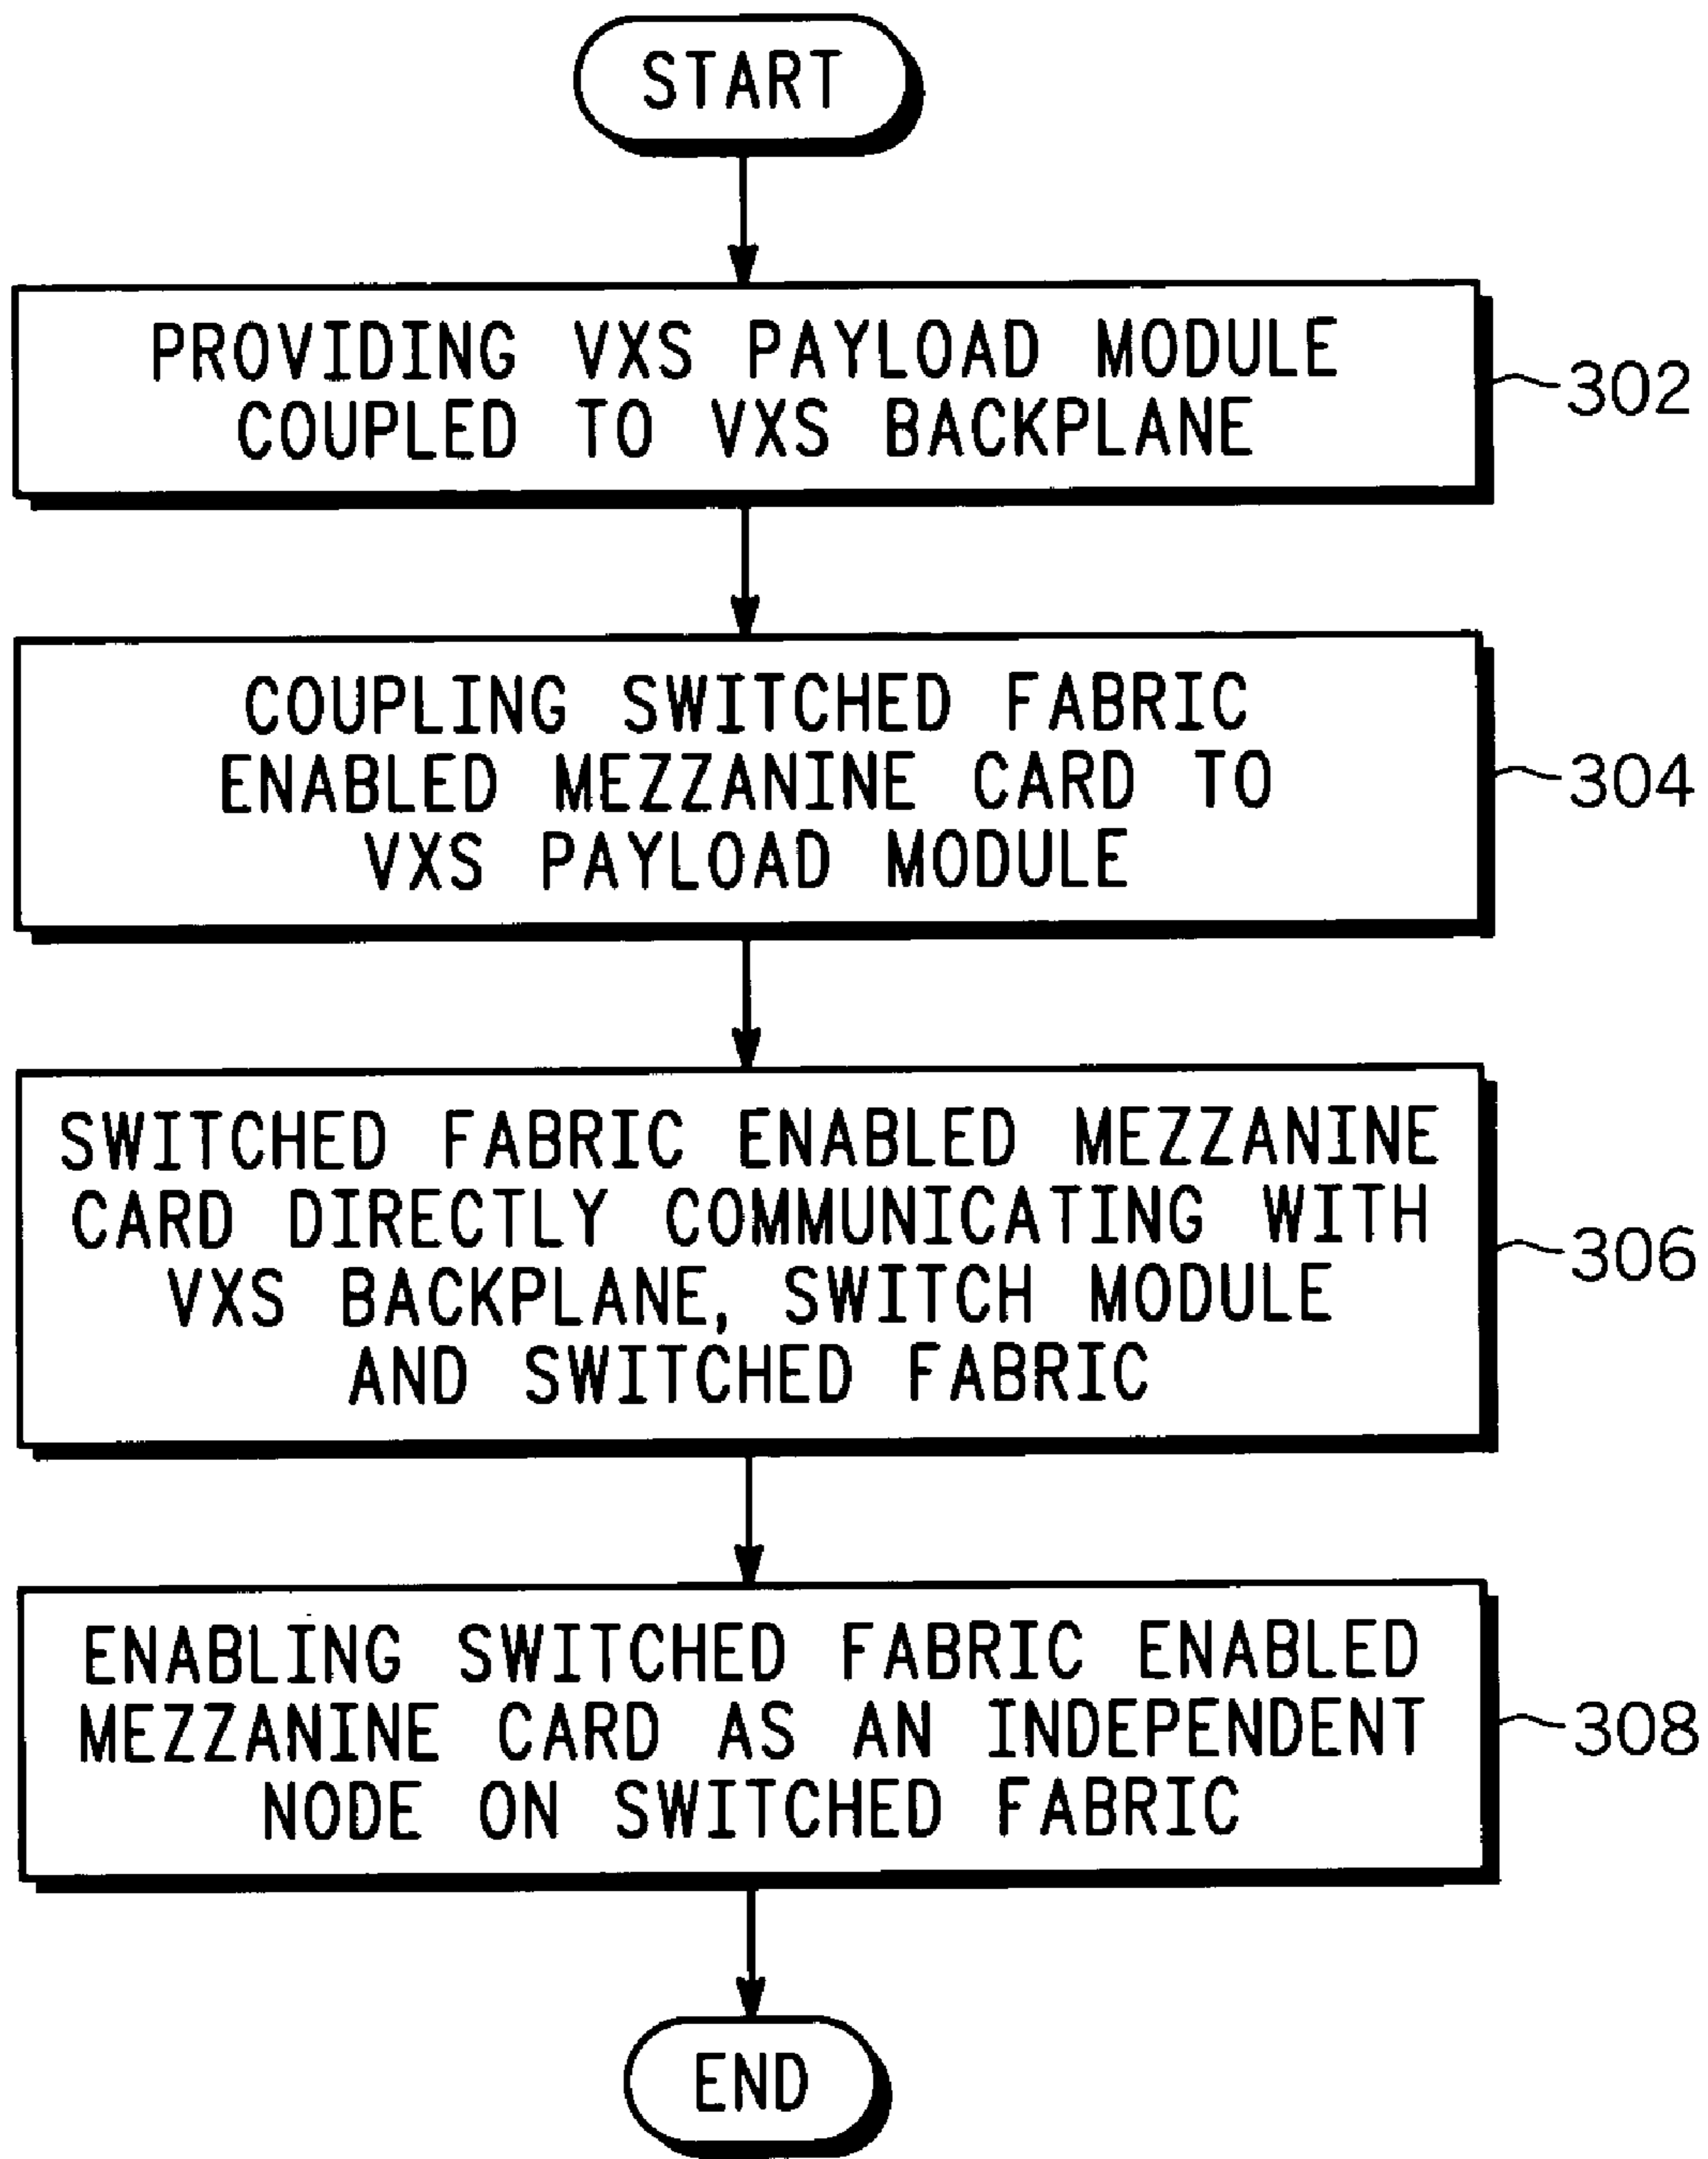 START
PROVIDING VXS PAYLOAD MODULE
COUPLED TO VXS BACKPLANE
302
COUPLING SWITCHED FABRIC
ENABLED MEZZANINE CARD TO
VXS PAYLOAD MODULE
304
SWITCHED FABRIC ENABLED MEZZANINE
CARD DIRECTLY COMMUNICATING WITH
VXS BACKPLANE, SWITCH MODULE
AND SWITCHED FABRIC
306
ENABLING SWITCHED FABRIC ENABLED
MEZZANINE CARD AS AN INDEPENDENT
NODE ON SWITCHED FABRIC
308
END